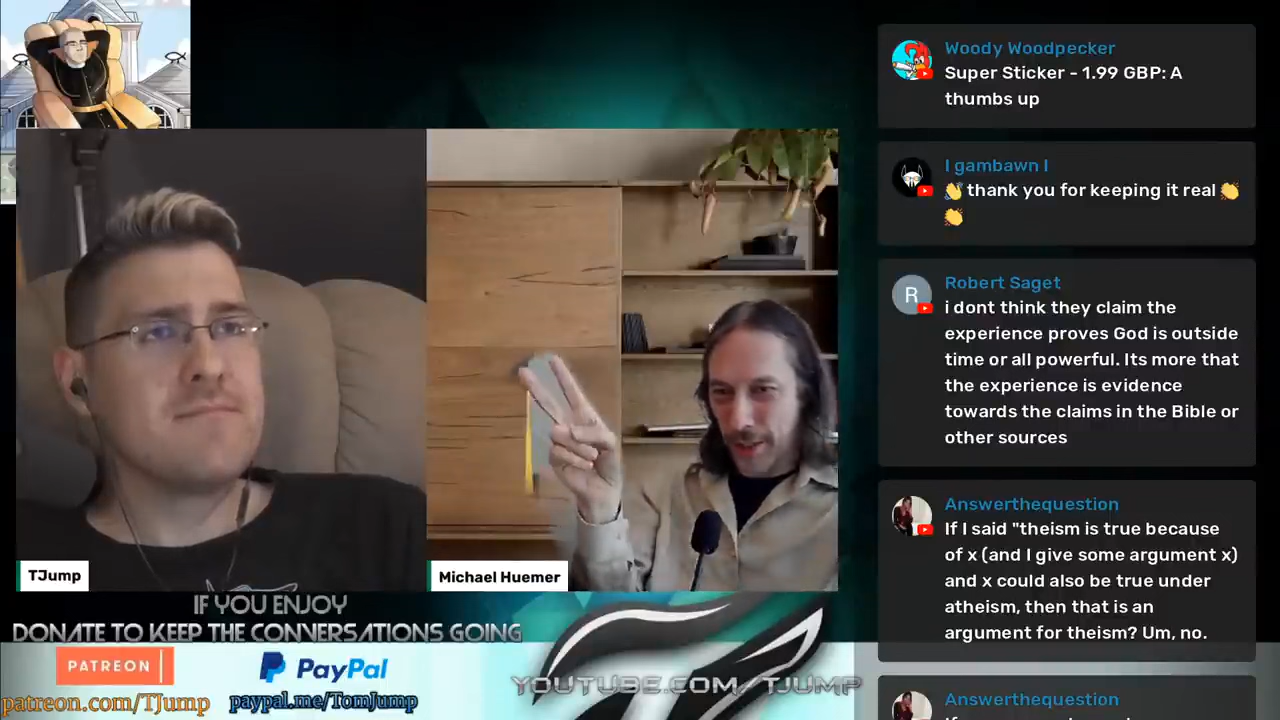 Woody Woodpecker
Super Sticker - 1.99 GBP: A
thumbs up
I gambawn I
👏 thank you for keeping it real 👏
👏
R
Robert Saget
i dont think they claim the
experience proves God is outside
time or all powerful. Its more that
the experience is evidence
towards the claims in the Bible or
other sources
Answerthequestion
If I said "theism is true because
of x (and I give some argument x)
and x could also be true under
atheism, then that is an
argument for theism? Um, no.
Answerthequestion
TJump
Michael Huemer
IF YOU ENJOY
DONATE TO KEEP THE CONVERSATIONS GOING
PATREON
PayPal
patreon.com/TJump
paypal.me/TomJump
YOUTUBE.COM/TJUMP